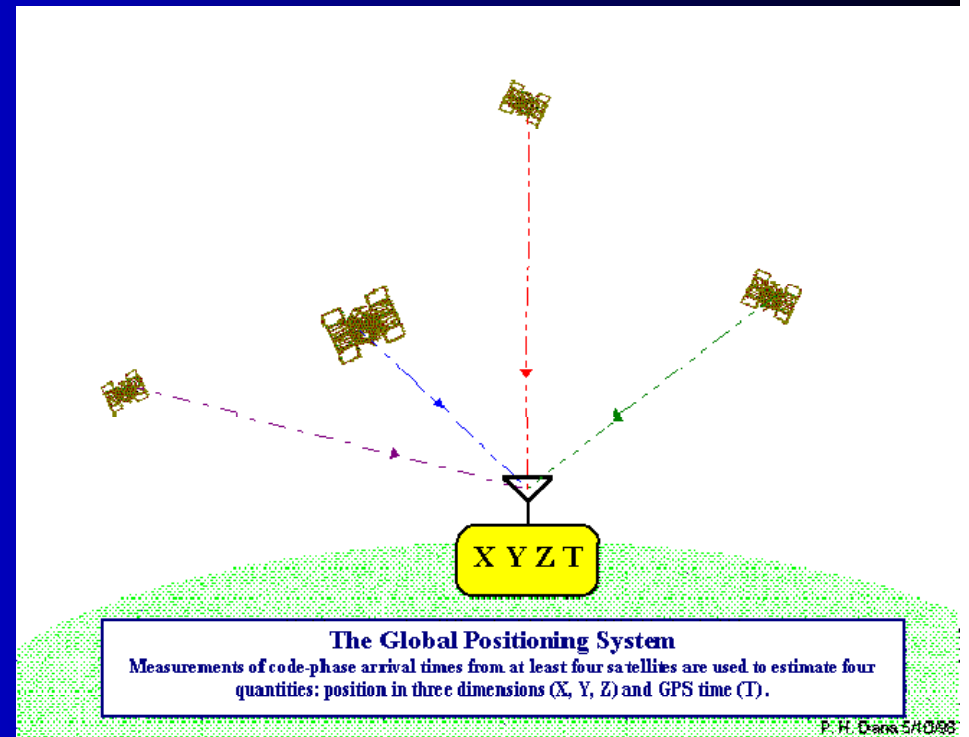 X Y Z T
The Global Positioning System
Measurements of code-phase arrival times from at least four satellites are used to estimate four
quantities: position in three dimensions (X, Y, Z) and GPS time (T).
P. H. Dana 5/10/98